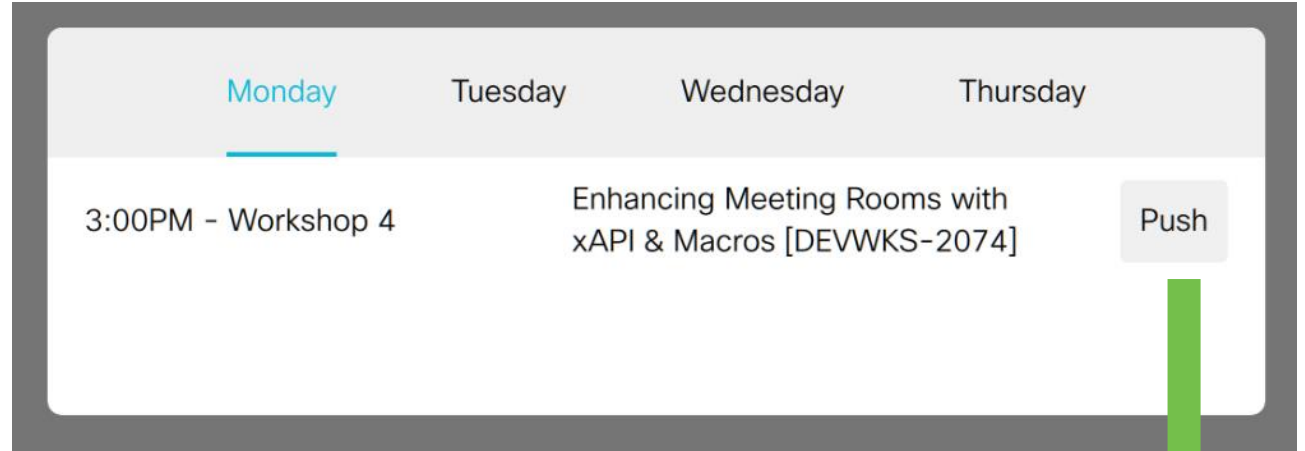 Monday Tuesday Wednesday Thursday
3:00PM - Workshop 4
Enhancing Meeting Rooms with
xAPI & Macros [DEVWKS-2074]
Push